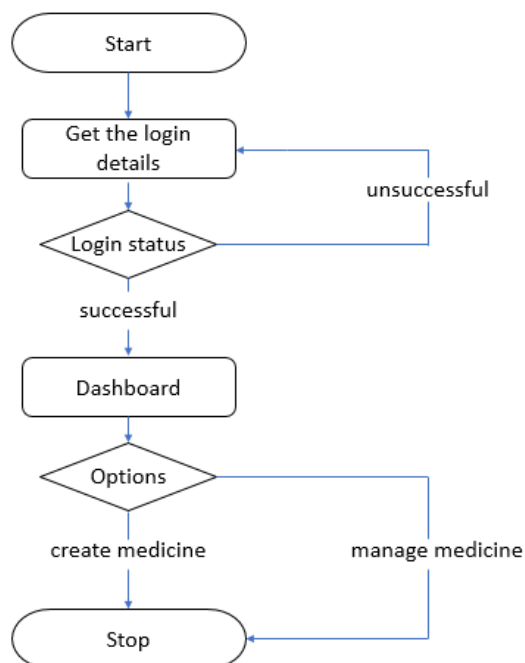 Start
Get the login
details
unsuccessful
Login status
successful
Dashboard
Options
create medicine
manage medicine
Stop